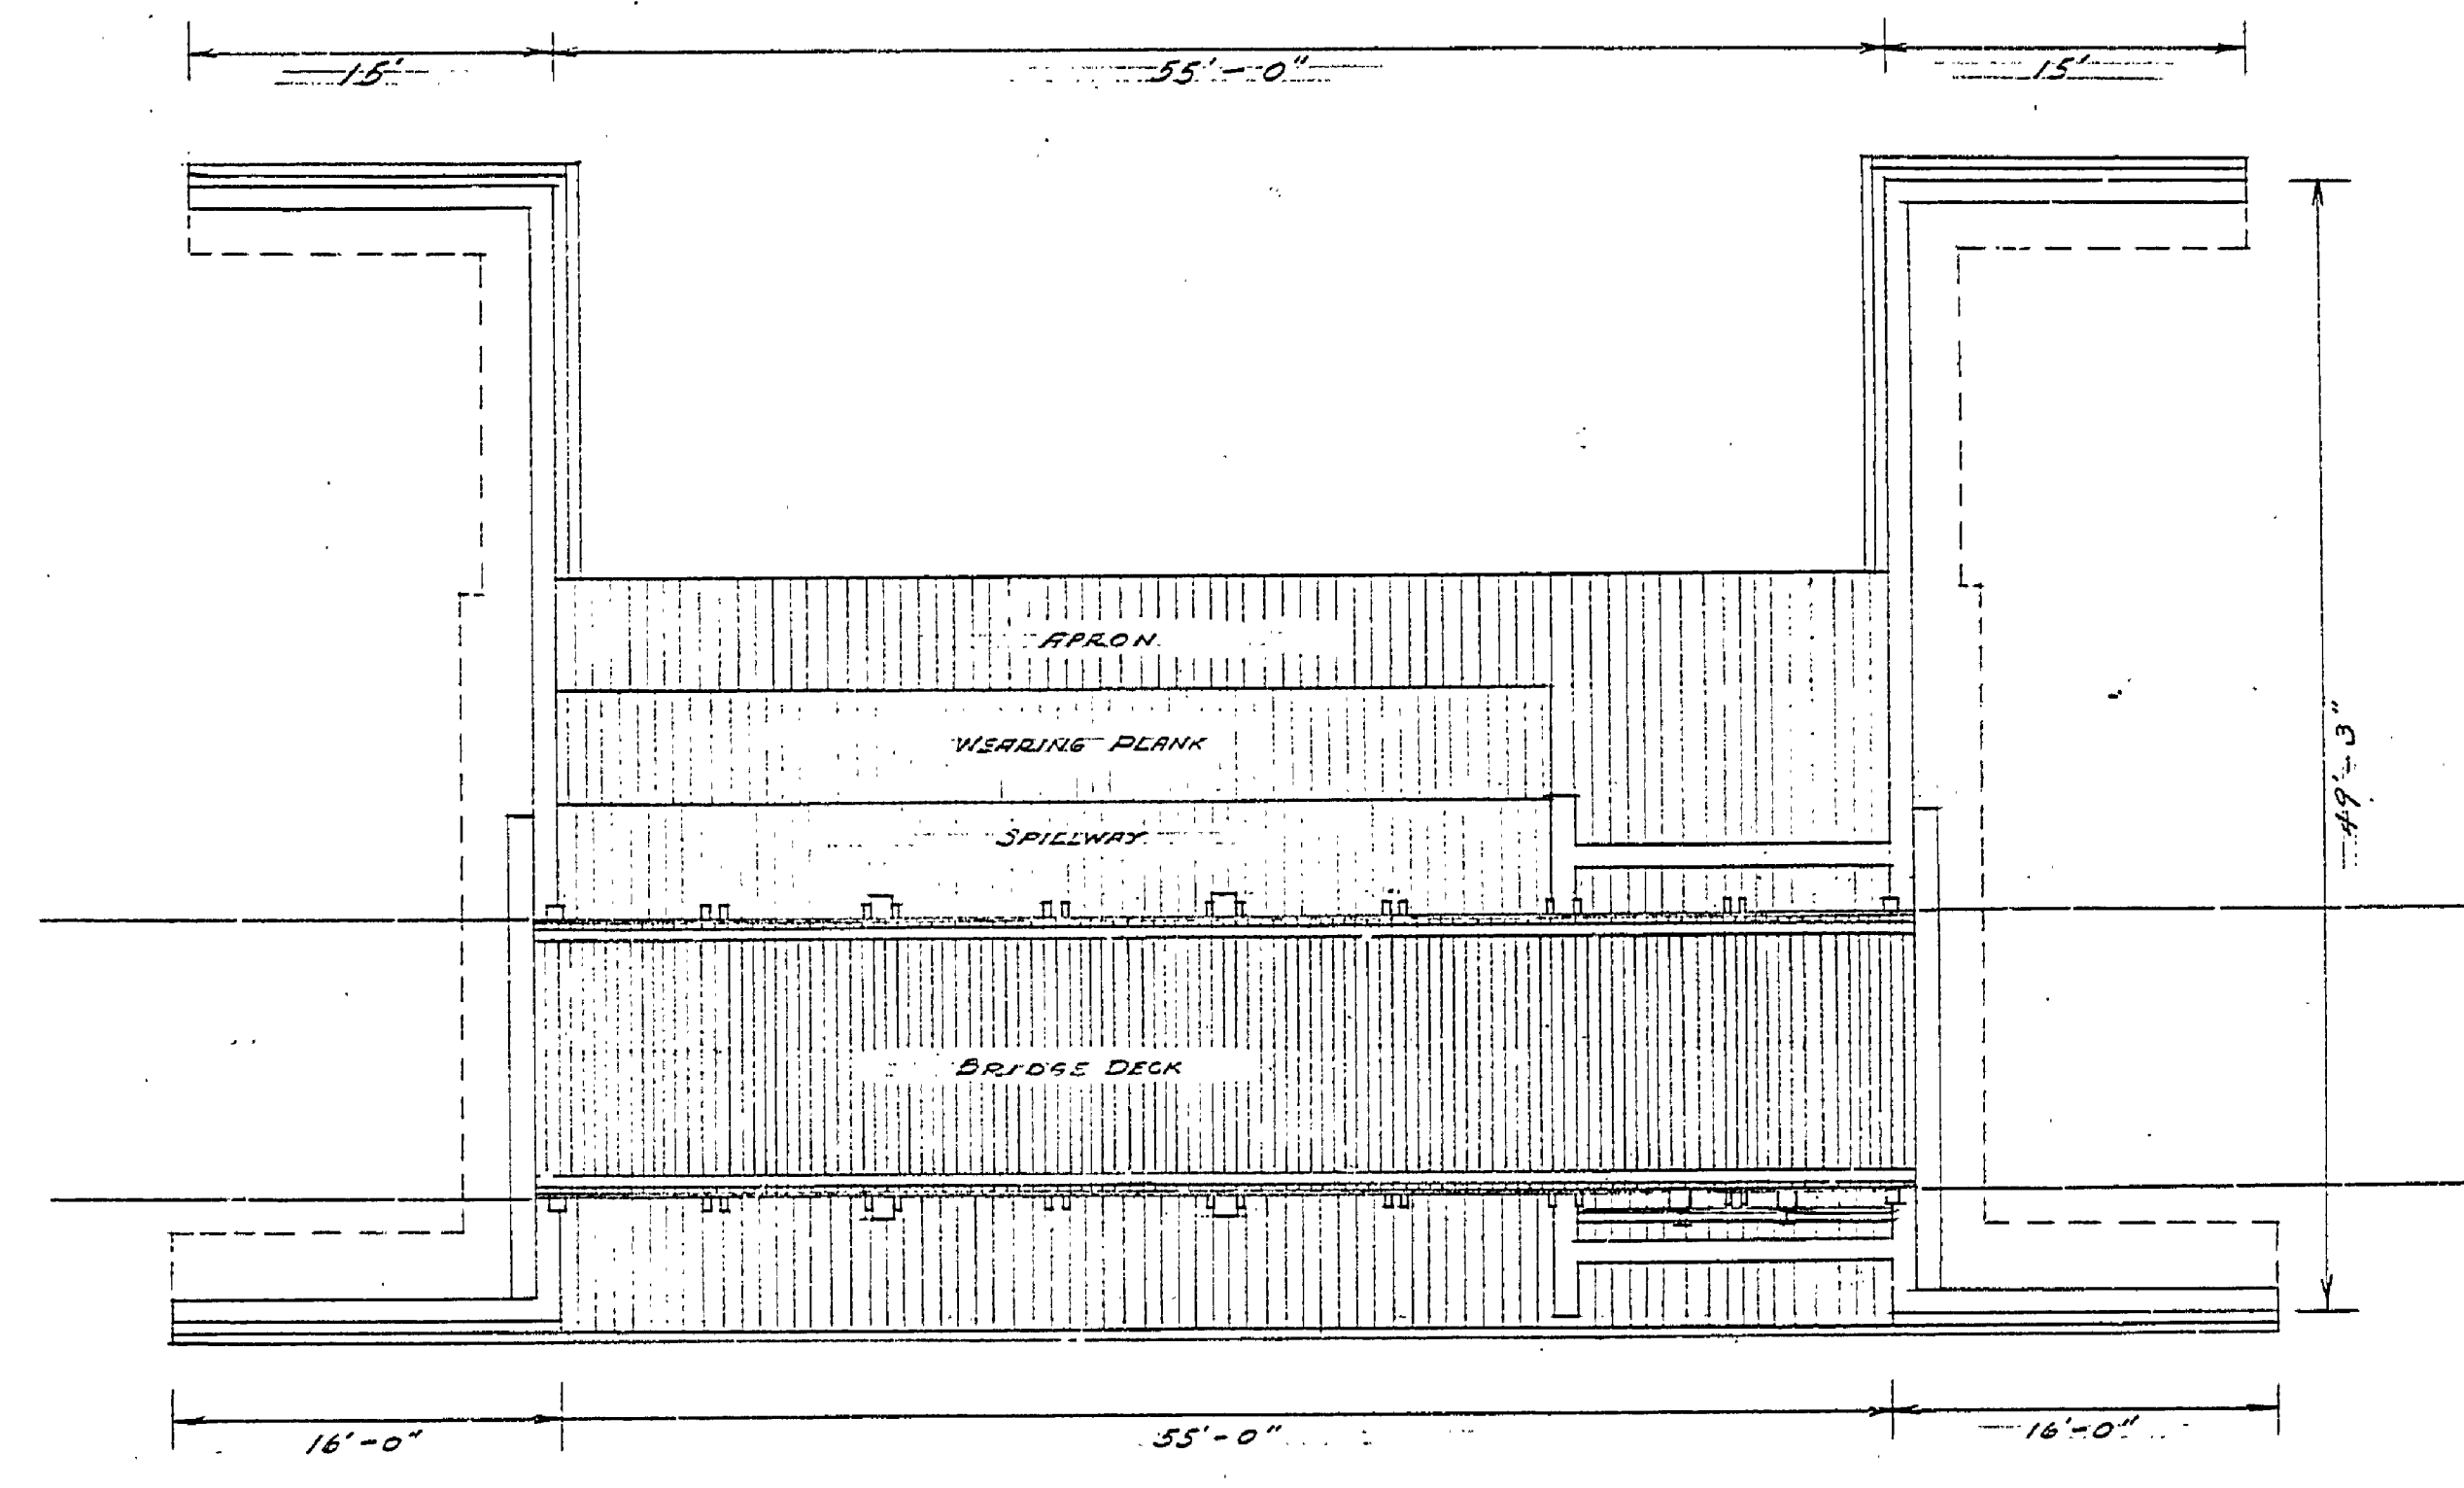 15'
55'-0"
15'
APRON
WEARING PLANK
SPILLWAY
49'-3"
BRIDGE DECK
16'-0"
55'-0"
16'-0"